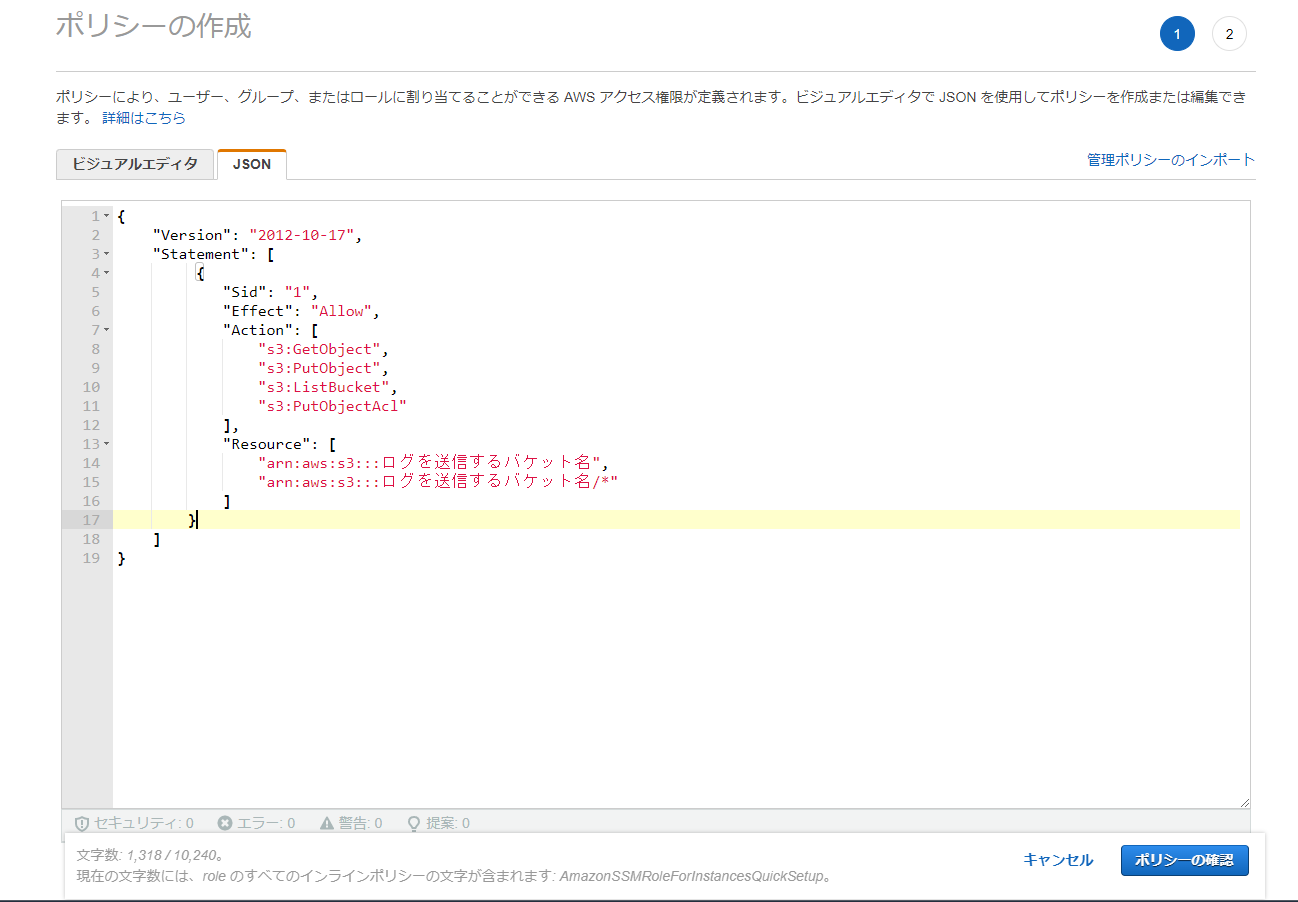 ポリシーの作成
1 2
ポリシーにより、ユーザー、グループ、またはロールに割り当てることができる AWS アクセス権限が定義されます。ビジュアルエディタで JSON を使用してポリシーを作成または編集でき
ます。 詳細はこちら
ビジュアルエディタ JSON 管理ポリシーのインポート
1 {
2 "Version": "2012-10-17",
3 "Statement": [
4 {
5 "Sid": "1",
6 "Effect": "Allow",
7 "Action": [
8 "s3:GetObject",
9 "s3:PutObject",
10 "s3:ListBucket",
11 "s3:PutObjectAcl"
12 ],
13 "Resource": [
14 "arn:aws:s3:::ログを送信するバケット名",
15 "arn:aws:s3:::ログを送信するバケット名/*"
16 ]
17 }
18 ]
19 }
セキュリティ: 0 エラー: 0 警告: 0 提案: 0
文字数: 1,318 / 10,240。
現在の文字数には、role のすべてのインラインポリシーの文字が含まれます: AmazonSSMRoleForInstancesQuickSetup。
キャンセル ポリシーの確認